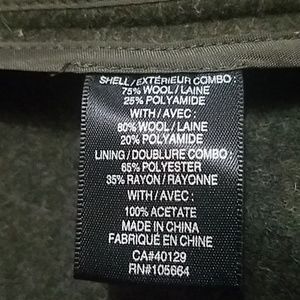 SHELL/EXTÉRIEUR COMBO:
75% WOOL/LAINE
25% POLYAMIDE
WITH/AVEC:
80% WOOL/LAINE
20% POLYAMIDE
LINING/DOUBLURE COMBO:
65% POLYESTER
35% RAYON/RAYONNE
WITH/AVEC:
100% ACETATE
MADE IN CHINA
FABRIQUÉ EN CHINE
CA#40129
RN#105664